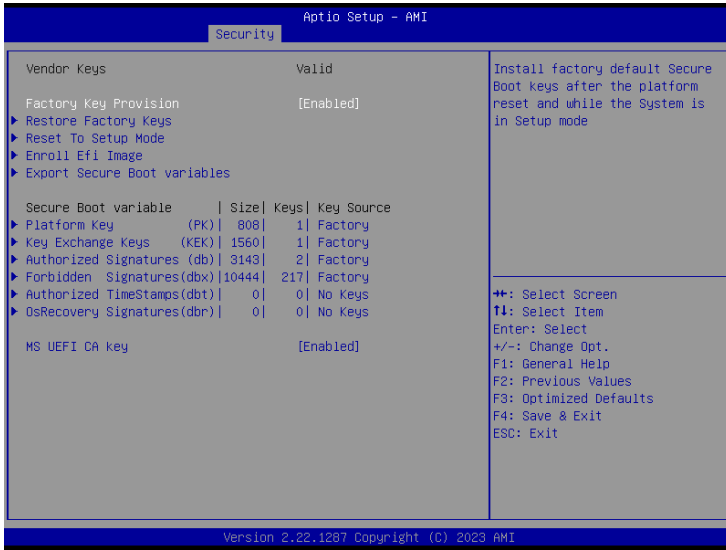 Aptio Setup – AMI
Security
Vendor Keys Valid
Factory Key Provision [Enabled]
Restore Factory Keys
Reset To Setup Mode
Enroll Efi Image
Export Secure Boot variables
Secure Boot variable | Size| Keys| Key Source
Platform Key (PK)| 808| 1| Factory
Key Exchange Keys (KEK)| 1560| 1| Factory
Authorized Signatures (db)| 3143| 2| Factory
Forbidden Signatures(dbx)|10444| 217| Factory
Authorized TimeStamps(dbt)| 0| 0| No Keys
OsRecovery Signatures(dbr)| 0| 0| No Keys
MS UEFI CA key [Enabled]
Install factory default Secure
Boot keys after the platform
reset and while the System is
in Setup mode
→←: Select Screen
↑↓: Select Item
Enter: Select
+/-: Change Opt.
F1: General Help
F2: Previous Values
F3: Optimized Defaults
F4: Save & Exit
ESC: Exit
Version 2.22.1287 Copyright (C) 2023 AMI